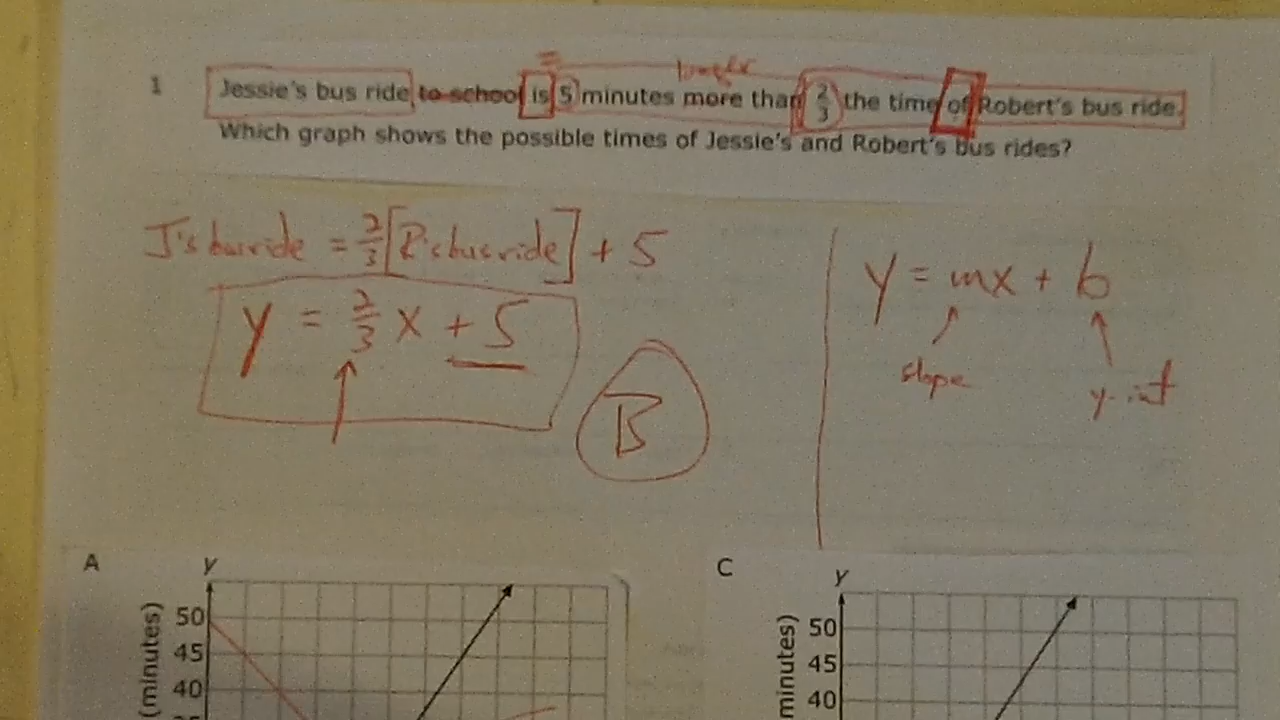 =
longer
1 Jessie's bus ride to school is 5 minutes more than 2/3 the time of Robert's bus ride.
Which graph shows the possible times of Jessie's and Robert's bus rides?
J's bus ride = 2/3 [R's bus ride] + 5
y = 2/3 x + 5
B
y = mx + b
slope
y-int
A
y
50
45
40
(minutes)
C
y
50
45
40
minutes)